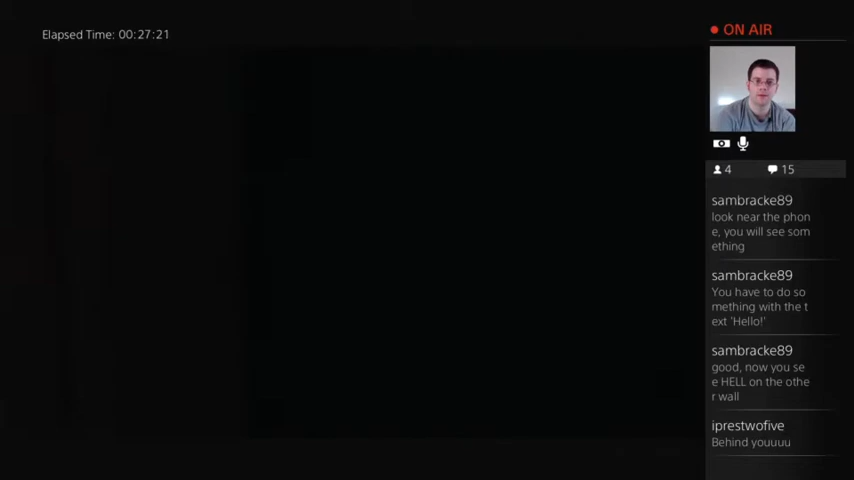 Elapsed Time: 00:27:21
ON AIR
4
15
sambracke89
look near the phon
e, you will see som
ething
sambracke89
You have to do so
mething with the t
ext 'Hello!'
sambracke89
good, now you se
e HELL on the othe
r wall
iprestwofive
Behind youuuu